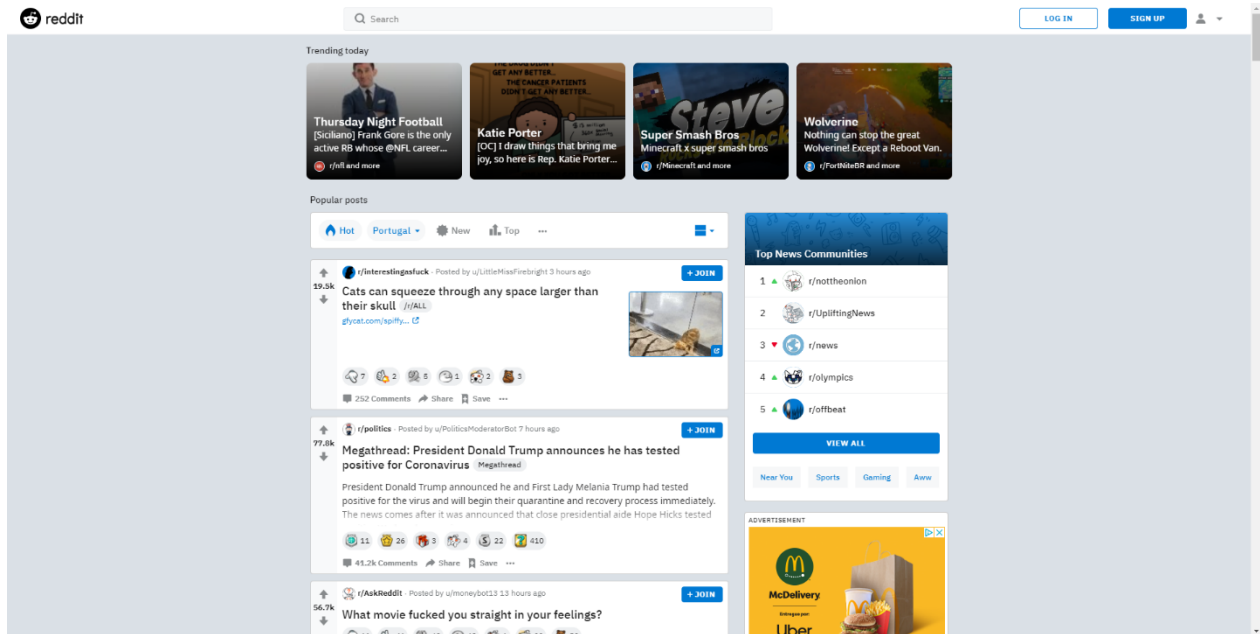 reddit
Search
LOG IN
SIGN UP
Trending today
GET ANY BETTER...
THE CANCER PATIENTS
DIDN'T GET ANY BETTER...
Thursday Night Football
[Siciliano] Frank Gore is the only
active RB whose @NFL career...
r/nfl and more
Katie Porter
[OC] I draw things that bring me
joy, so here is Rep. Katie Porter...
Steve
Super Smash Bros
Minecraft x super smash bros
r/Minecraft and more
Wolverine
Nothing can stop the great
Wolverine! Except a Reboot Van.
r/FortNiteBR and more
Popular posts
Hot
Portugal
New
Top
...
Top News Communities
1 r/nottheonion
2 r/UpliftingNews
3 r/news
4 r/olympics
5 r/offbeat
VIEW ALL
Near You
Sports
Gaming
Aww
r/interestingasfuck · Posted by u/LittleMissFirebright 3 hours ago
+ JOIN
19.5k
Cats can squeeze through any space larger than
their skull /r/ALL
gfycat.com/spiffy...
7 2 5 1 2 3
252 Comments Share Save ...
r/politics · Posted by u/PoliticsModeratorBot 7 hours ago
+ JOIN
77.8k
Megathread: President Donald Trump announces he has tested
positive for Coronavirus Megathread
President Donald Trump announced he and First Lady Melania Trump had tested
positive for the virus and will begin their quarantine and recovery process immediately.
The news comes after it was announced that close presidential aide Hope Hicks tested
11 26 3 4 22 410
41.2k Comments Share Save ...
r/AskReddit · Posted by u/moneybot13 13 hours ago
+ JOIN
56.7k
What movie fucked you straight in your feelings?
ADVERTISEMENT
McDelivery
Uber